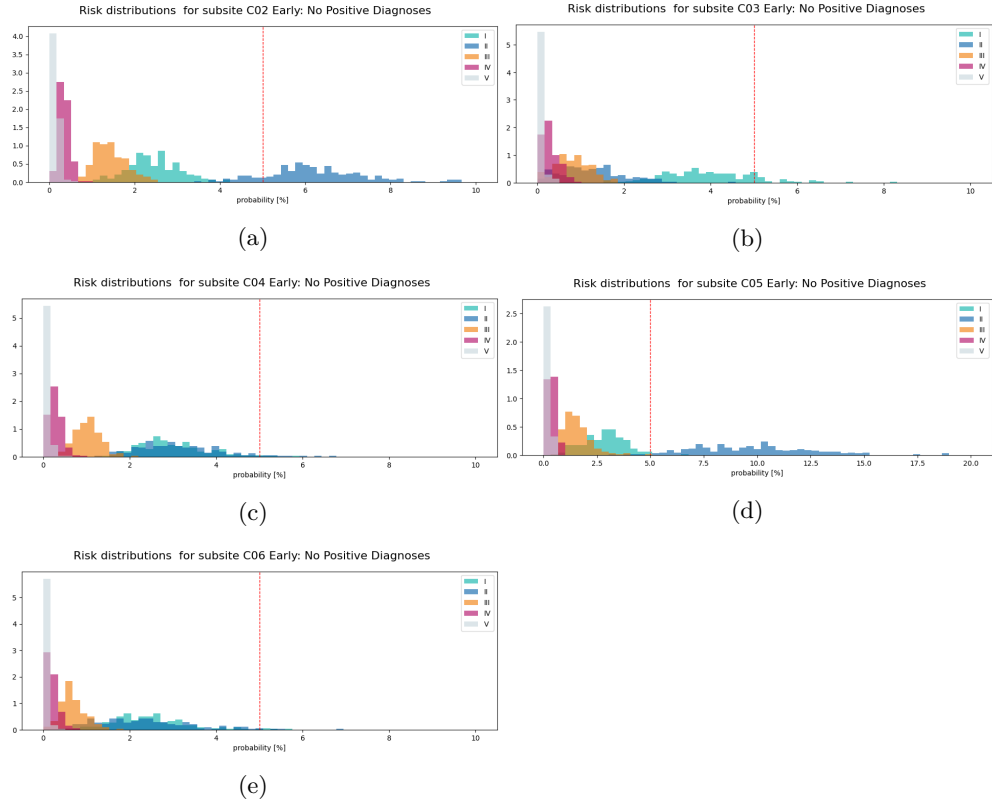 Risk distributions  for subsite C02 Early: No Positive Diagnoses
4.0
3.5
3.0
2.5
2.0
1.5
1.0
0.5
0.0
0
2
4
6
8
10
probability [%]
I
II
III
IV
V
(a)
Risk distributions  for subsite C03 Early: No Positive Diagnoses
5
4
3
2
1
0
0
2
4
6
8
10
probability [%]
I
II
III
IV
V
(b)
Risk distributions  for subsite C04 Early: No Positive Diagnoses
5
4
3
2
1
0
0
2
4
6
8
10
probability [%]
I
II
III
IV
V
(c)
Risk distributions  for subsite C05 Early: No Positive Diagnoses
2.5
2.0
1.5
1.0
0.5
0.0
0.0
2.5
5.0
7.5
10.0
12.5
15.0
17.5
20.0
probability [%]
I
II
III
IV
V
(d)
Risk distributions  for subsite C06 Early: No Positive Diagnoses
5
4
3
2
1
0
0
2
4
6
8
10
probability [%]
I
II
III
IV
V
(e)